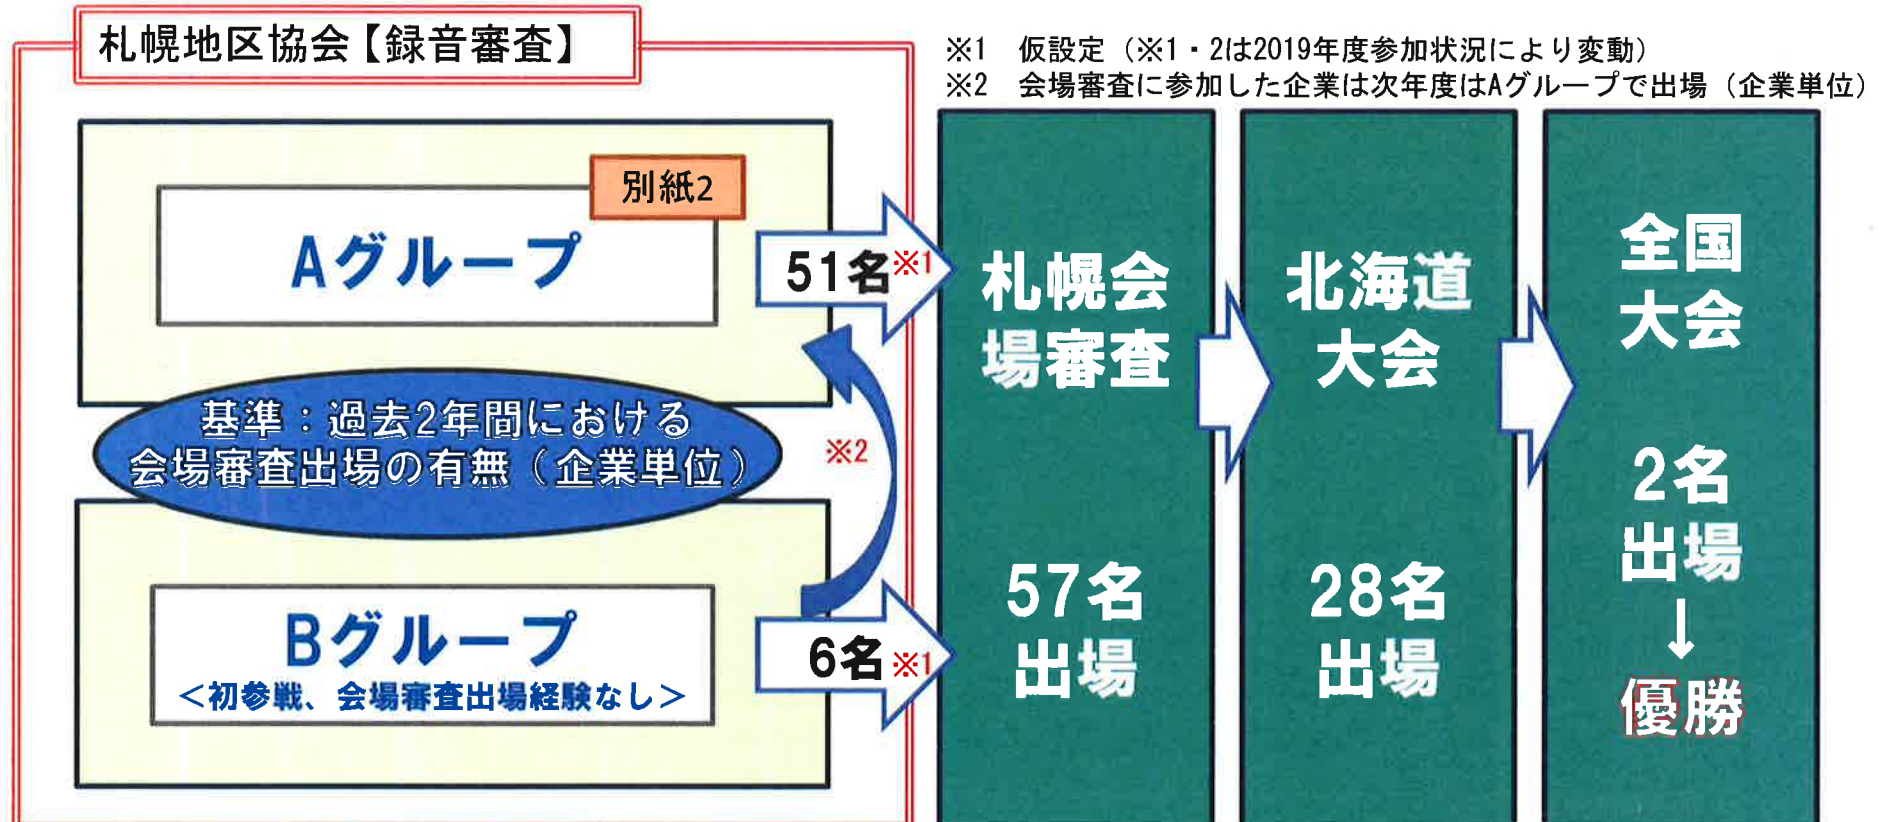 札幌地区協会【録音審査】
※1　仮設定（※1・2は2019年度参加状況により変動）
※2　会場審査に参加した企業は次年度はAグループで出場（企業単位）
別紙2
Aグループ
51名※1
基準：過去2年間における
会場審査出場の有無（企業単位）
※2
Bグループ
＜初参戦、会場審査出場経験なし＞
6名※1
札幌会
場審査
57名
出場
北海道
大会
28名
出場
全国
大会
2名
出場
↓
優勝